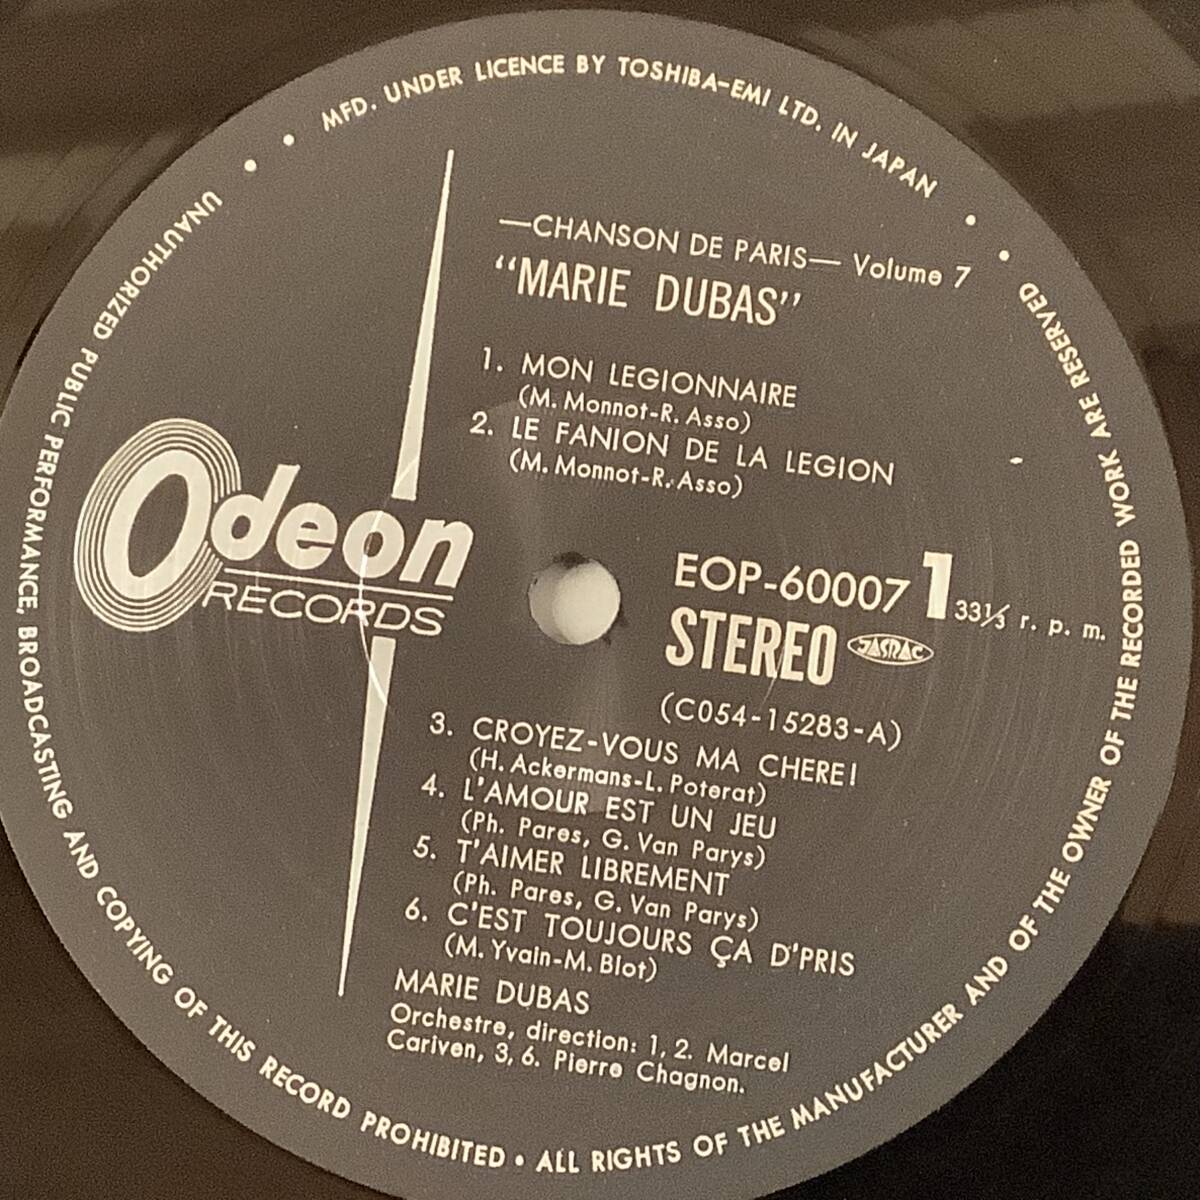 MFD. UNDER LICENCE BY TOSHIBA-EMI LTD. IN JAPAN
—CHANSON DE PARIS— Volume 7
“MARIE DUBAS”
1. MON LEGIONNAIRE
(M. Monnot-R. Asso)
2. LE FANION DE LA LEGION
(M. Monnot-R. Asso)
Odeon
RECORDS
EOP-60007 1 33⅓ r. p. m.
STEREO JASRAC
(C054-15283-A)
3. CROYEZ-VOUS MA CHERE!
(H. Ackermans-L. Poterat)
4. L'AMOUR EST UN JEU
(Ph. Pares, G. Van Parys)
5. T'AIMER LIBREMENT
(Ph. Pares, G. Van Parys)
6. C'EST TOUJOURS ÇA D'PRIS
(M. Yvain-M. Blot)
MARIE DUBAS
Orchestre, direction: 1, 2. Marcel
Cariven, 3, 6. Pierre Chagnon.
UNAUTHORIZED PUBLIC PERFORMANCE, BROADCASTING AND COPYING OF THIS RECORD PROHIBITED • ALL RIGHTS OF THE MANUFACTURER AND OF THE OWNER OF THE RECORDED WORK ARE RESERVED